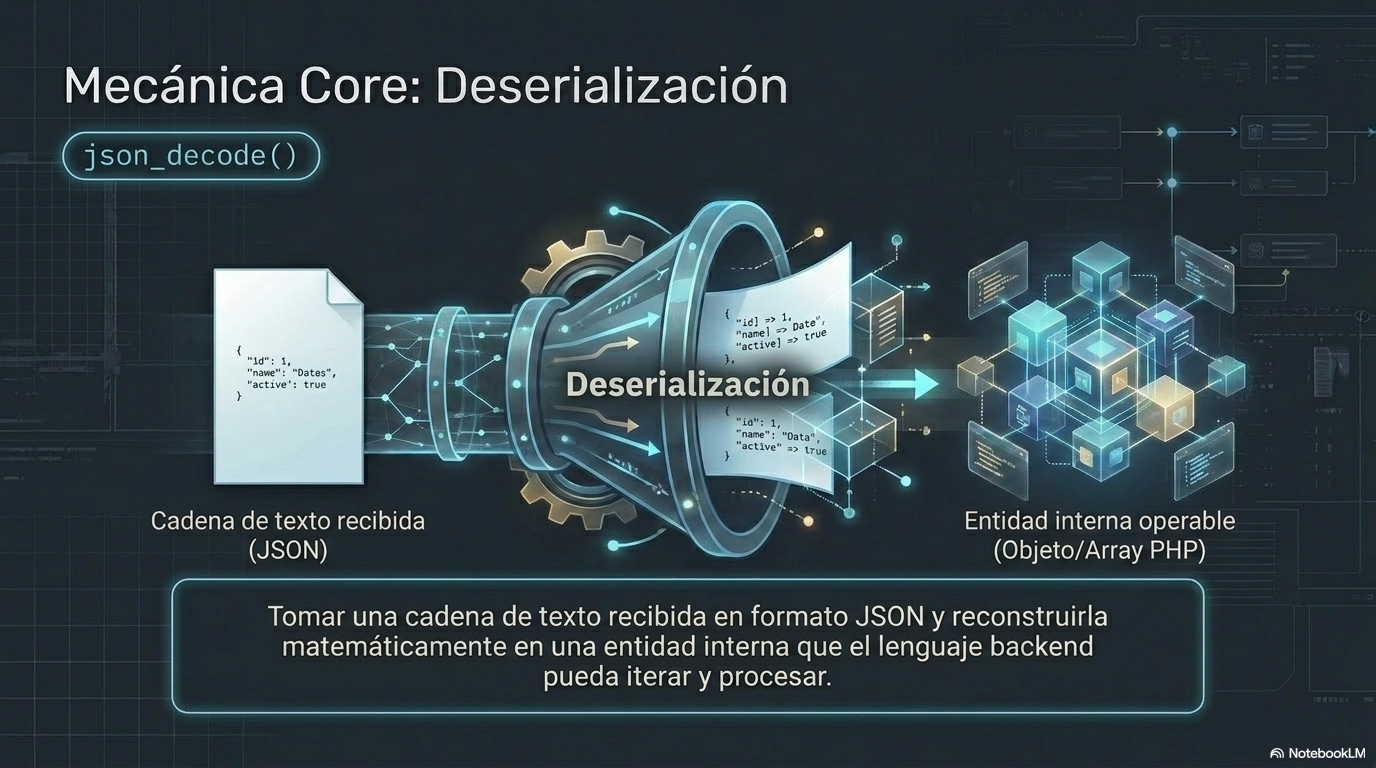 Mecánica Core: Deserialización
json_decode()
{
"1d": 1,
"nawe": "Dates",
"active': true
}
{
"id] => 1,
"name] => Date",
"active] => true
},
Deserialización
{
"id": 1,
"name": "Data",
"active" => true
}
Cadena de texto recibida
(JSON)
Entidad interna operable
(Objeto/Array PHP)
Tomar una cadena de texto recibida en formato JSON y reconstruirla
matemáticamente en una entidad interna que el lenguaje backend
pueda iterar y procesar.
NotebookLM